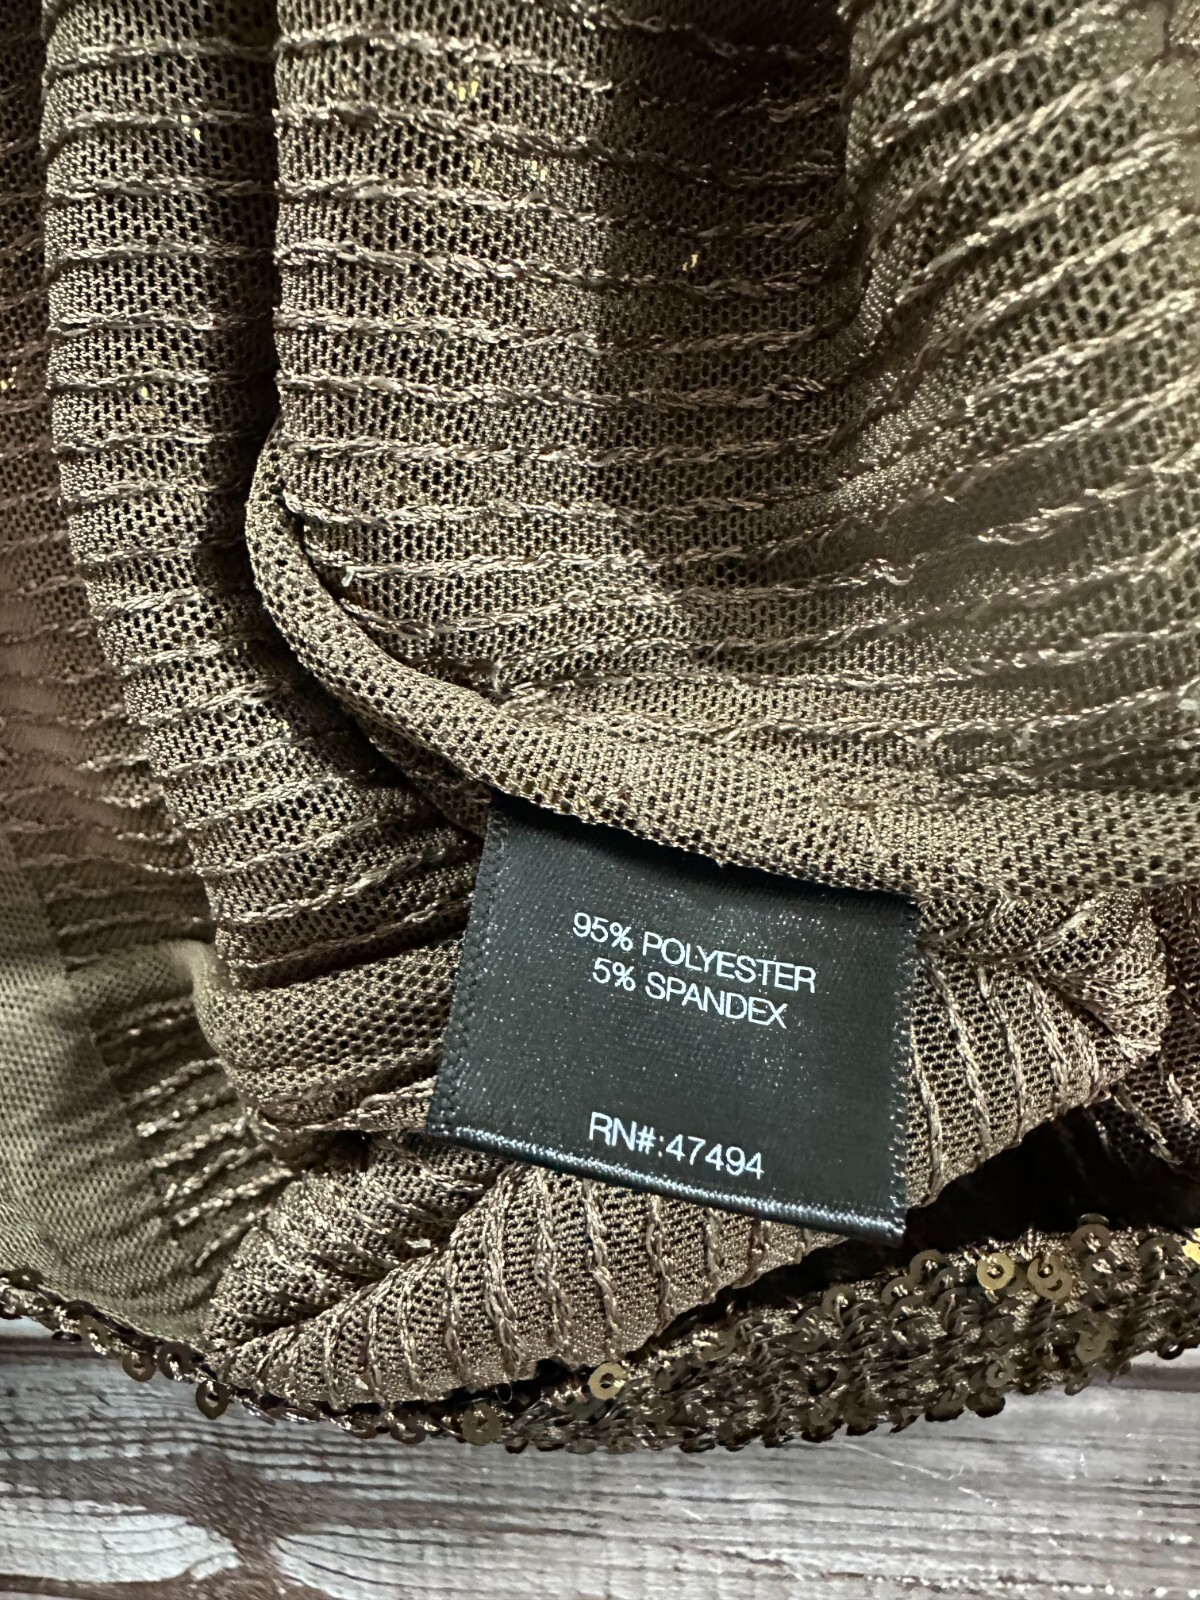 95% POLYESTER
5% SPANDEX
RN#:47494